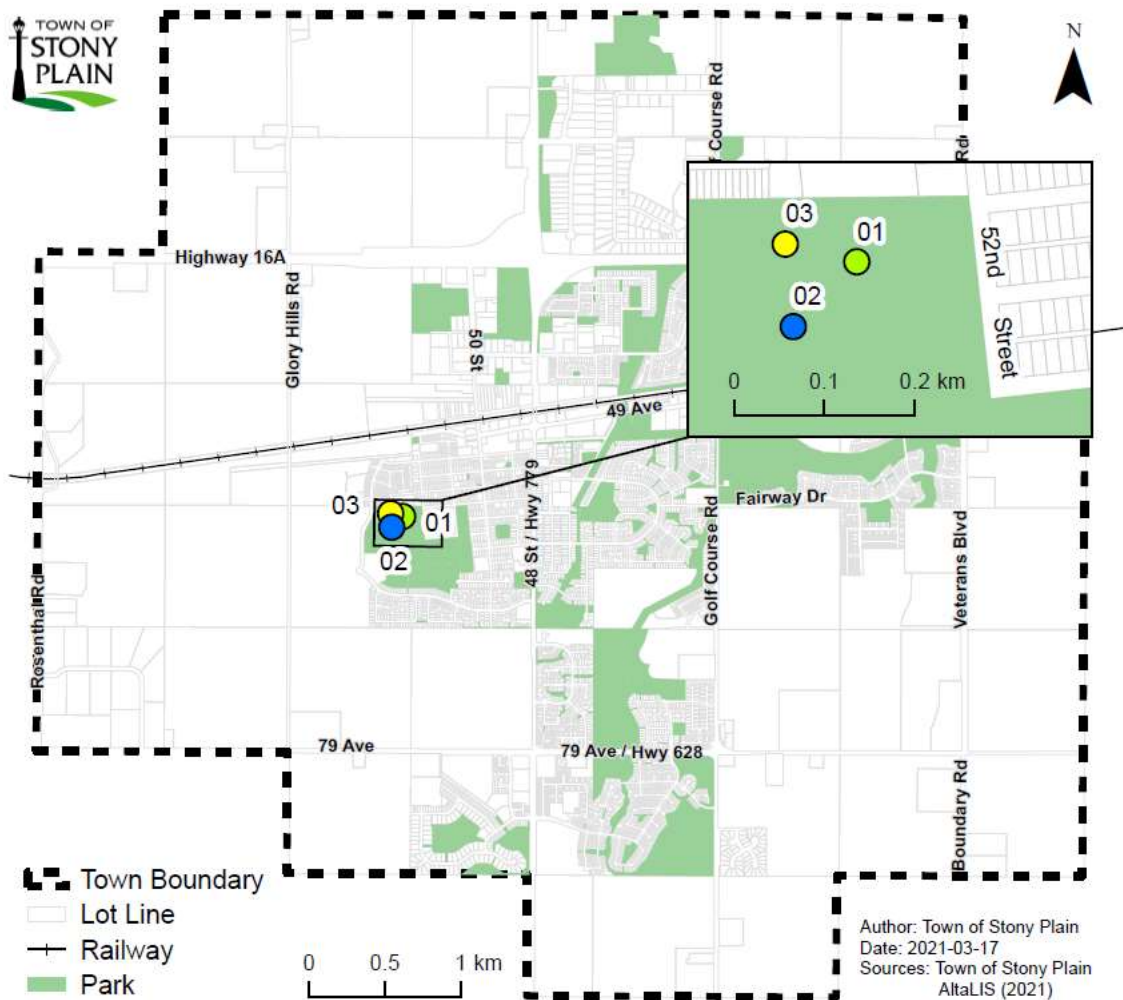 TOWN OF
STONY
PLAIN
N
f Course Rd
Rd
Highway 16A
Glory Hills Rd
50 St
49 Ave
03
01
02
52nd
Street
0 0.1 0.2 km
03
01
02
48 St / Hwy 779
Fairway Dr
Golf Course Rd
Veterans Blvd
Rosenthal Rd
79 Ave
79 Ave / Hwy 628
Boundary Rd
Town Boundary
Lot Line
Railway
Park
0 0.5 1 km
Author: Town of Stony Plain
Date: 2021-03-17
Sources: Town of Stony Plain
AltaLIS (2021)